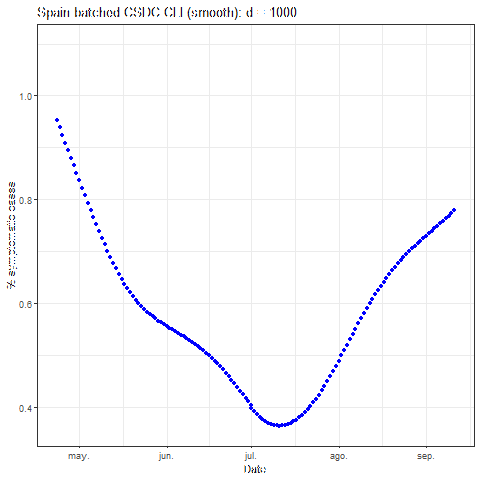 Spain batched CSDC CLI (smooth): d = 1000
% symptomatic cases
1.0
0.8
0.6
0.4
may.
jun.
jul.
ago.
sep.
Date